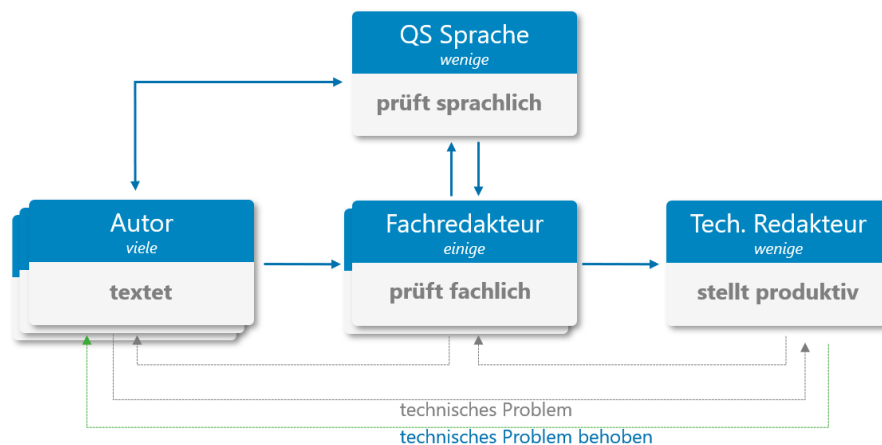 QS Sprache
wenige
prüft sprachlich
Autor
viele
textet
Fachredakteur
einige
prüft fachlich
Tech. Redakteur
wenige
stellt produktiv
technisches Problem
technisches Problem behoben